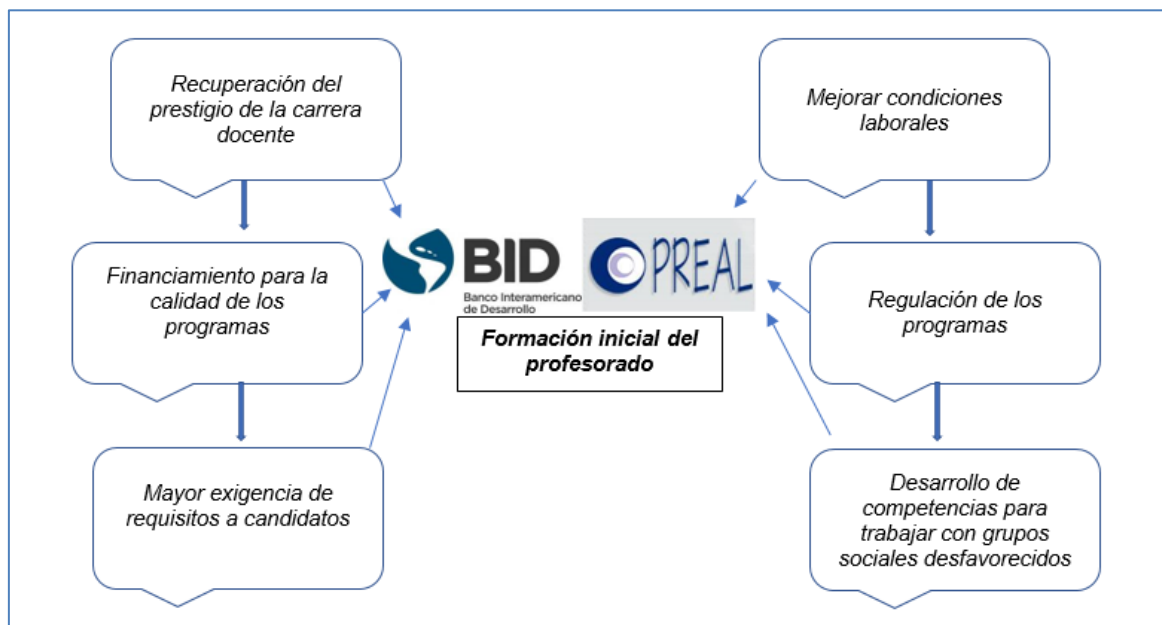 Recuperación del
prestigio de la carrera
docente
Mejorar condiciones
laborales
Financiamiento para la
calidad de los
programas
BID
Banco Interamericano
de Desarrollo
PREAL
Formación inicial del
profesorado
Regulación de los
programas
Mayor exigencia de
requisitos a candidatos
Desarrollo de
competencias para
trabajar con grupos
sociales desfavorecidos